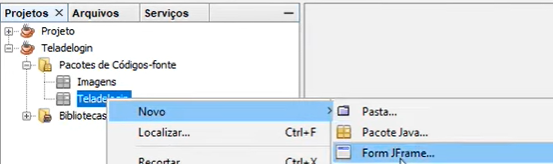 Projetos
Arquivos
Serviços
Projeto
Teladelogin
Pacotes de Códigos-fonte
Imagens
Teladelogin
Bibliotecas
Novo
Pasta...
Localizar...
Ctrl+F
Pacote Java...
Form JFrame...
Recortar
Ctrl+X